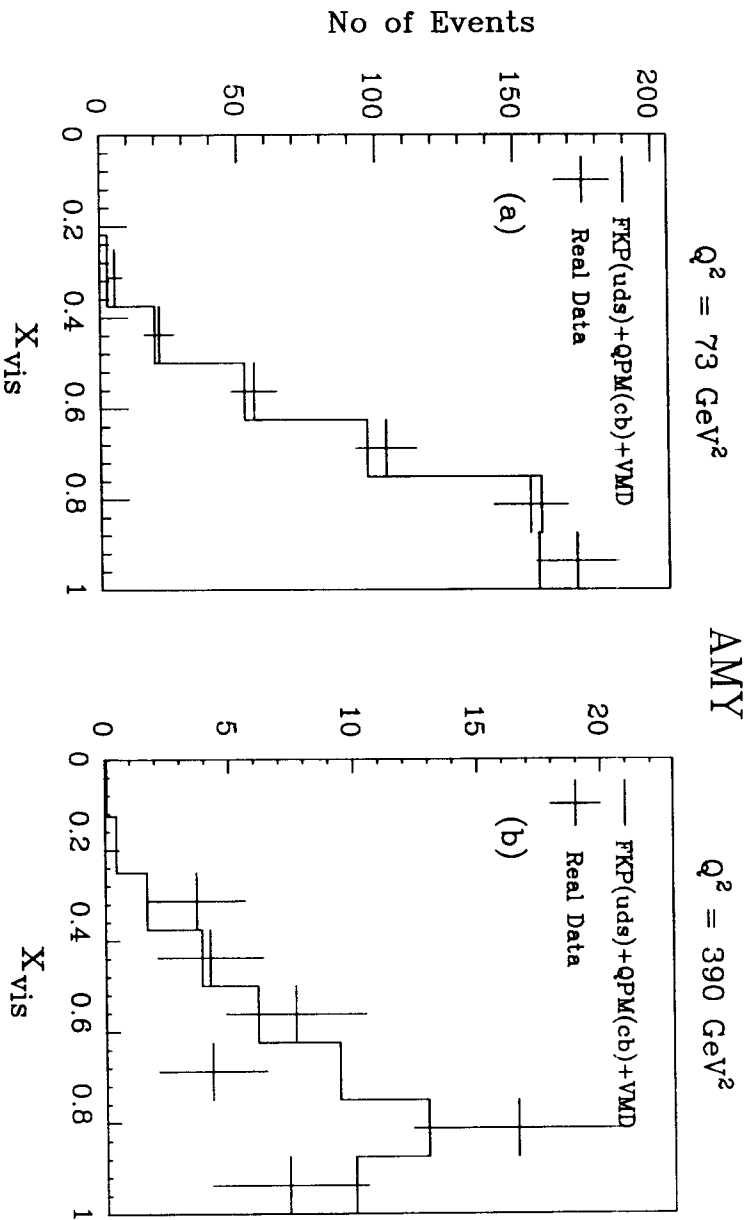 AMY
Q² = 73 GeV²
No of Events
200
150
100
50
0
FKP(uds)+QPM(cb)+VMD
Real Data
(a)
0 0.2 0.4 0.6 0.8 1
Xvis
Q² = 390 GeV²
20
15
10
5
0
FKP(uds)+QPM(cb)+VMD
Real Data
(b)
0 0.2 0.4 0.6 0.8 1
Xvis